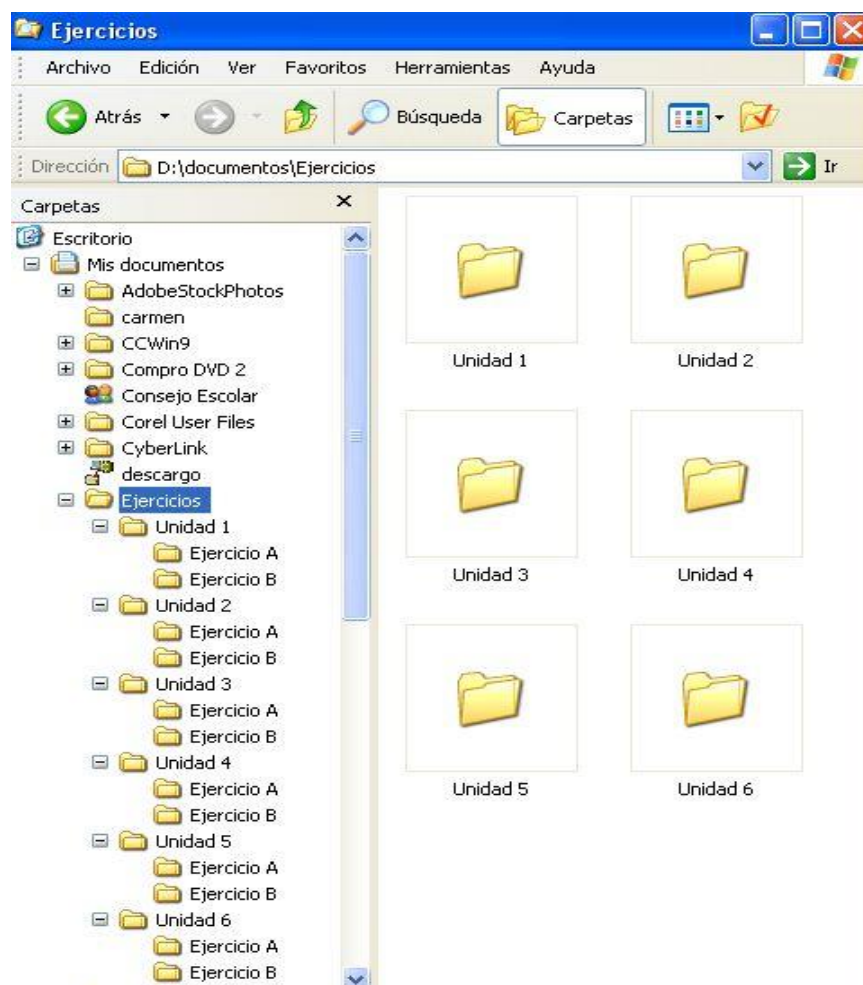 Ejercicios
Archivo Edición Ver Favoritos Herramientas Ayuda
Atrás Búsqueda Carpetas
Dirección D:\documentos\Ejercicios Ir
Carpetas
Escritorio
Mis documentos
AdobeStockPhotos
carmen
CCWin9
Compro DVD 2
Consejo Escolar
Corel User Files
CyberLink
descargo
Ejercicios
Unidad 1
Ejercicio A
Ejercicio B
Unidad 2
Ejercicio A
Ejercicio B
Unidad 3
Ejercicio A
Ejercicio B
Unidad 4
Ejercicio A
Ejercicio B
Unidad 5
Ejercicio A
Ejercicio B
Unidad 6
Ejercicio A
Ejercicio B
Unidad 1 Unidad 2
Unidad 3 Unidad 4
Unidad 5 Unidad 6